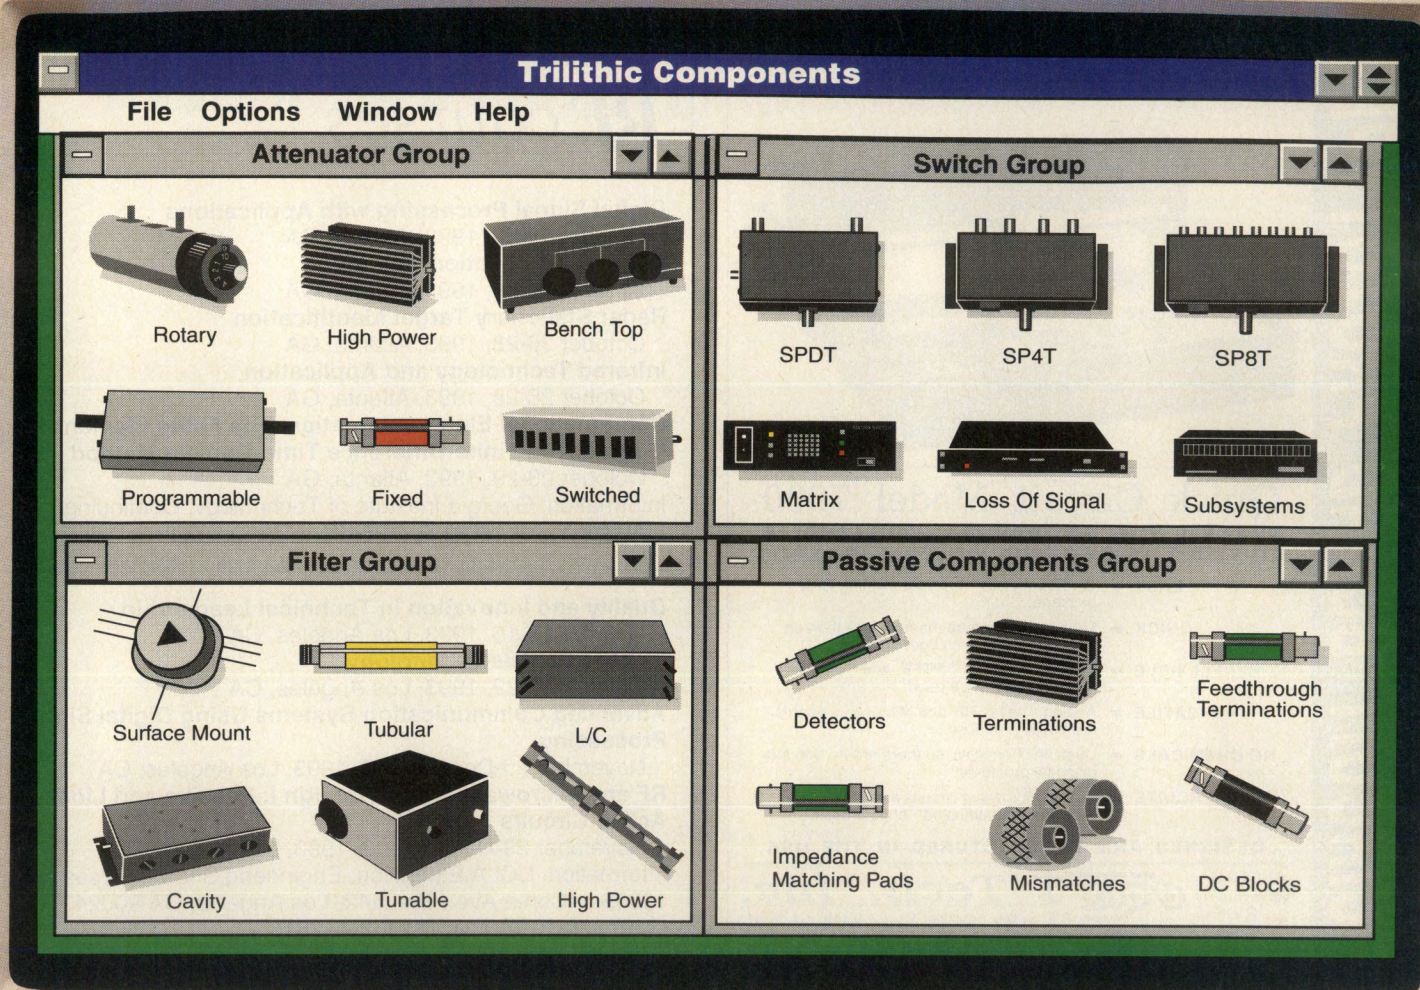 Trilithic Components
File Options Window Help
Attenuator Group
Rotary
High Power
Bench Top
Programmable
Fixed
Switched
Switch Group
SPDT
SP4T
SP8T
Matrix
Loss Of Signal
Subsystems
Filter Group
Surface Mount
Tubular
L/C
Cavity
Tunable
High Power
Passive Components Group
Detectors
Terminations
Feedthrough
Terminations
Impedance
Matching Pads
Mismatches
DC Blocks